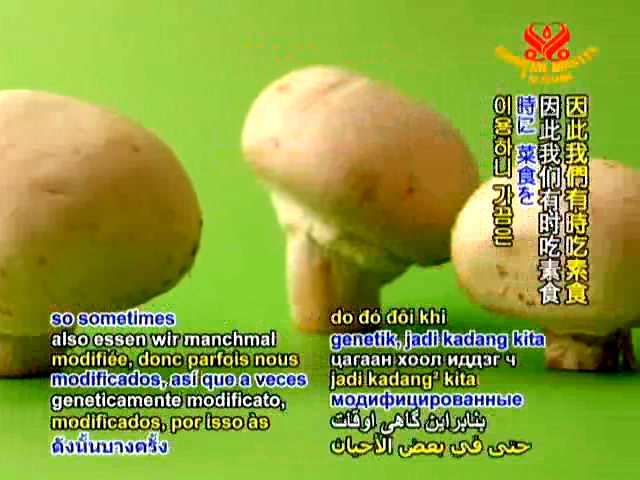 SUPREME MASTER
因此我們有時吃素食
因此我们有时吃素食
時に 菜食を
이용하니 가끔은
so sometimes
also essen wir manchmal
modifiée, donc parfois nous
modificados, así que a veces
geneticamente modificato,
modificados, por isso às
ดังนั้นบางครั้ง
do đó đôi khi
genetik, jadi kadang kita
цагаан хоол иддэг ч
jadi kadang² kita
модифицированные
بنابراین گاهی اوقات
حتى في بعض الأحيان